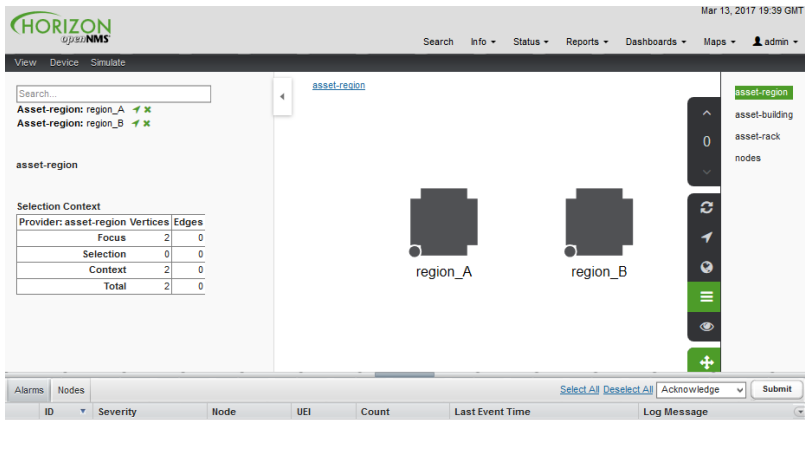 Mar 13, 2017 19:39 GMT
HORIZON
openNMS
Search Info Status Reports Dashboards Maps admin
View Device Simulate
Search...
Asset-region: region_A
Asset-region: region_B
asset-region
Selection Context
Provider: asset-region Vertices Edges
Focus 2 0
Selection 0 0
Context 2 0
Total 2 0
asset-region
region_A
region_B
0
asset-region
asset-building
asset-rack
nodes
Alarms Nodes
Select All Deselect All Acknowledge Submit
ID Severity Node UEI Count Last Event Time Log Message